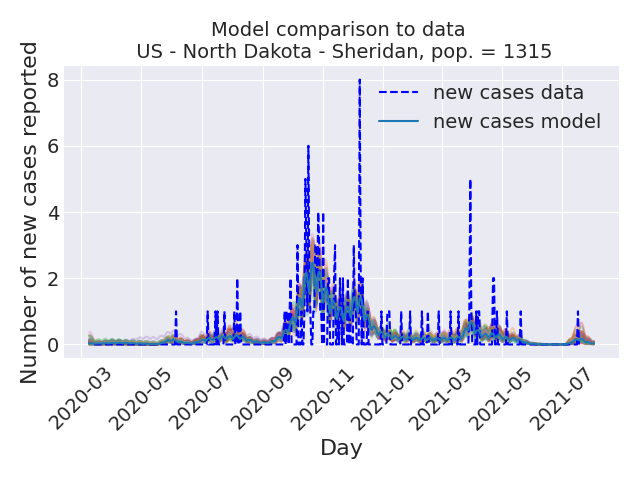 Model comparison to data
US - North Dakota - Sheridan, pop. = 1315
Number of new cases reported
8
6
4
2
0
new cases data
new cases model
2020-03
2020-05
2020-07
2020-09
2020-11
2021-01
2021-03
2021-05
2021-07
Day